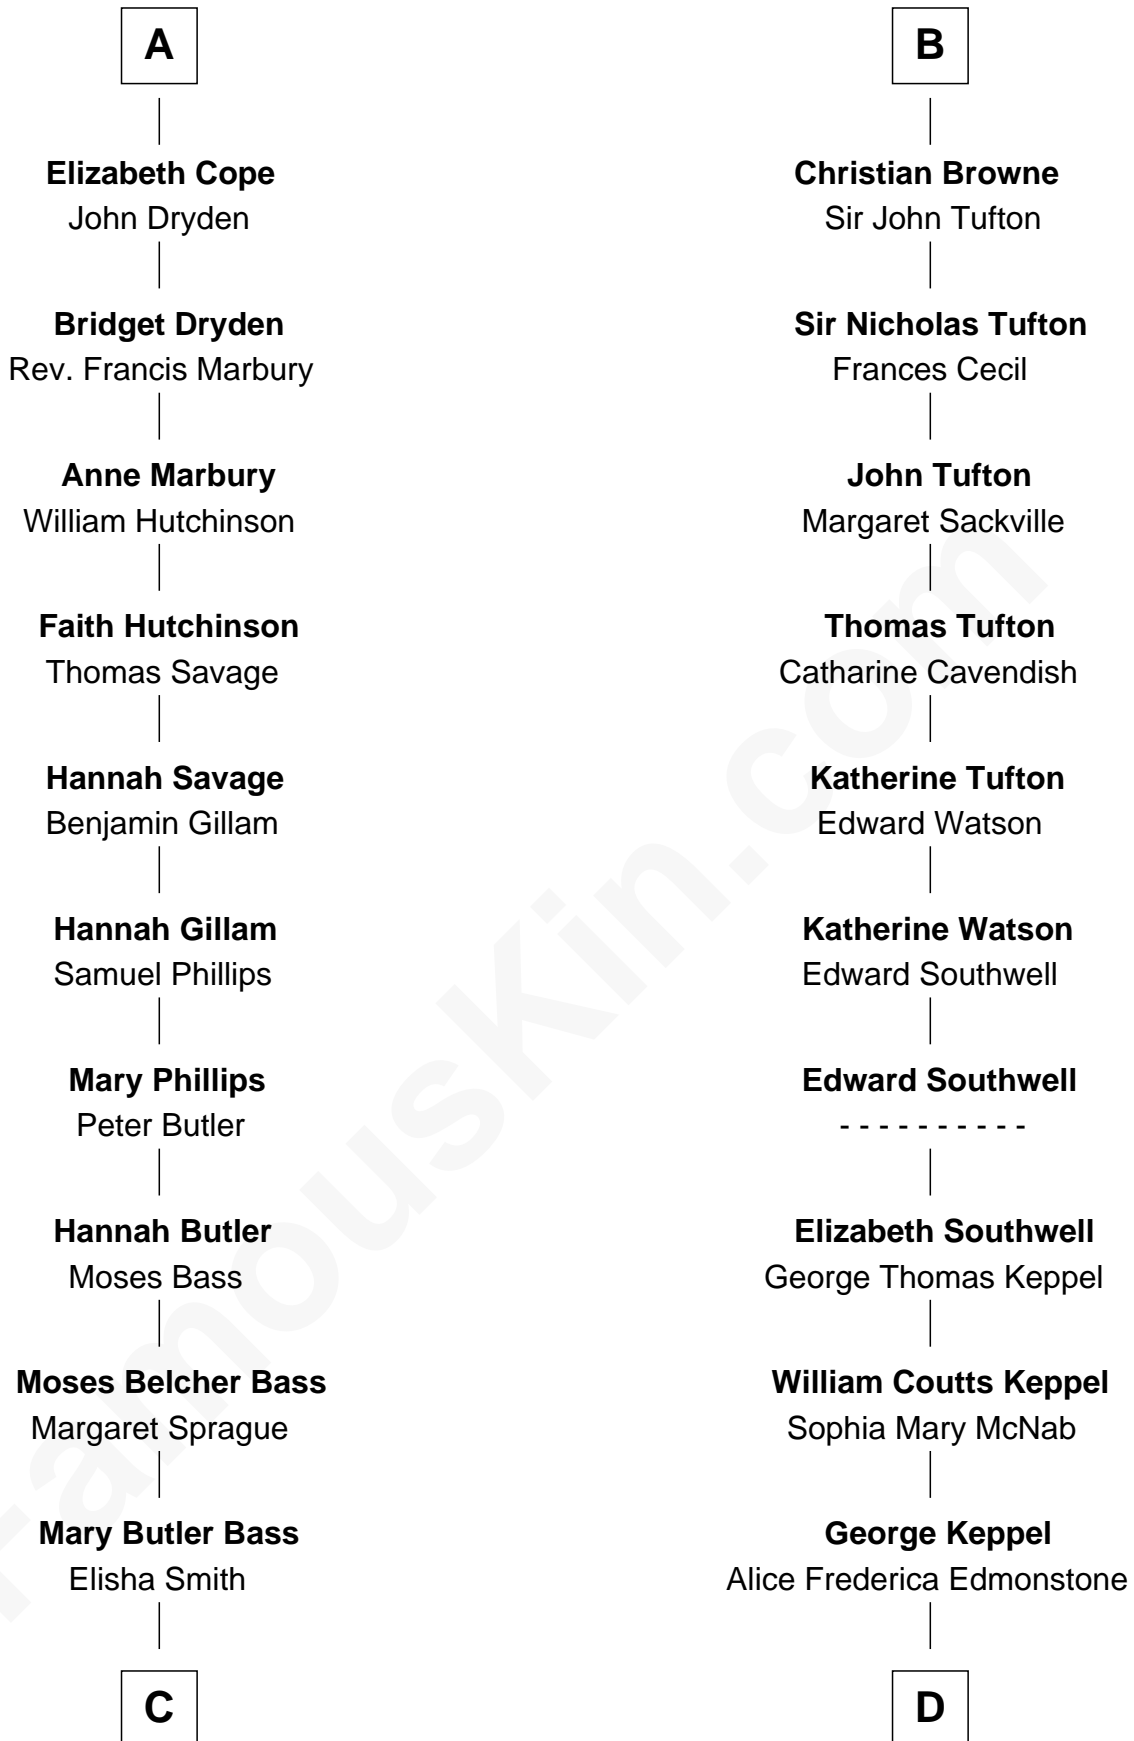 A
Elizabeth Cope
John Dryden
Bridget Dryden
Rev. Francis Marbury
Anne Marbury
William Hutchinson
Faith Hutchinson
Thomas Savage
Hannah Savage
Benjamin Gillam
Hannah Gillam
Samuel Phillips
Mary Phillips
Peter Butler
Hannah Butler
Moses Bass
Moses Belcher Bass
Margaret Sprague
Mary Butler Bass
Elisha Smith
C
B
Christian Browne
Sir John Tufton
Sir Nicholas Tufton
Frances Cecil
John Tufton
Margaret Sackville
Thomas Tufton
Catharine Cavendish
Katherine Tufton
Edward Watson
Katherine Watson
Edward Southwell
Edward Southwell
- - - - - - - - - -
Elizabeth Southwell
George Thomas Keppel
William Coutts Keppel
Sophia Mary McNab
George Keppel
Alice Frederica Edmonstone
D
FamousKin.com